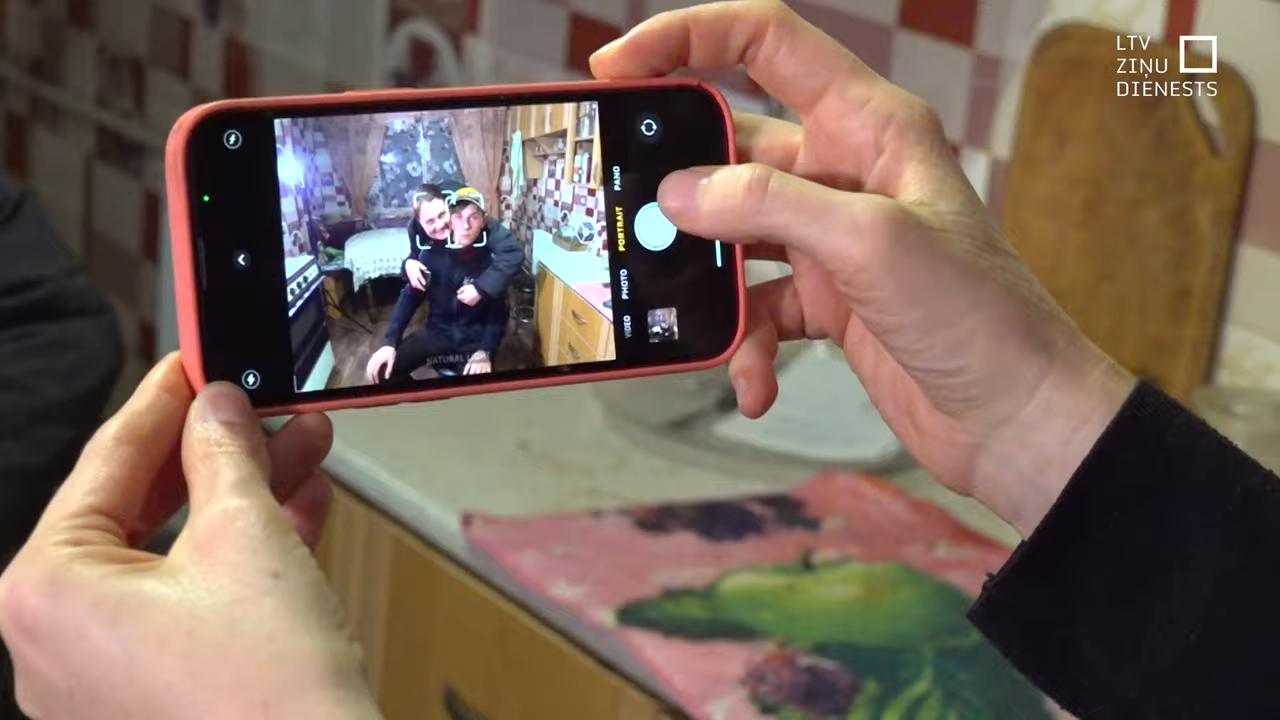 LTV
ZIŅU
DIENESTS
PANO
PORTRAIT
PHOTO
VIDEO
NATURAL LIGHT